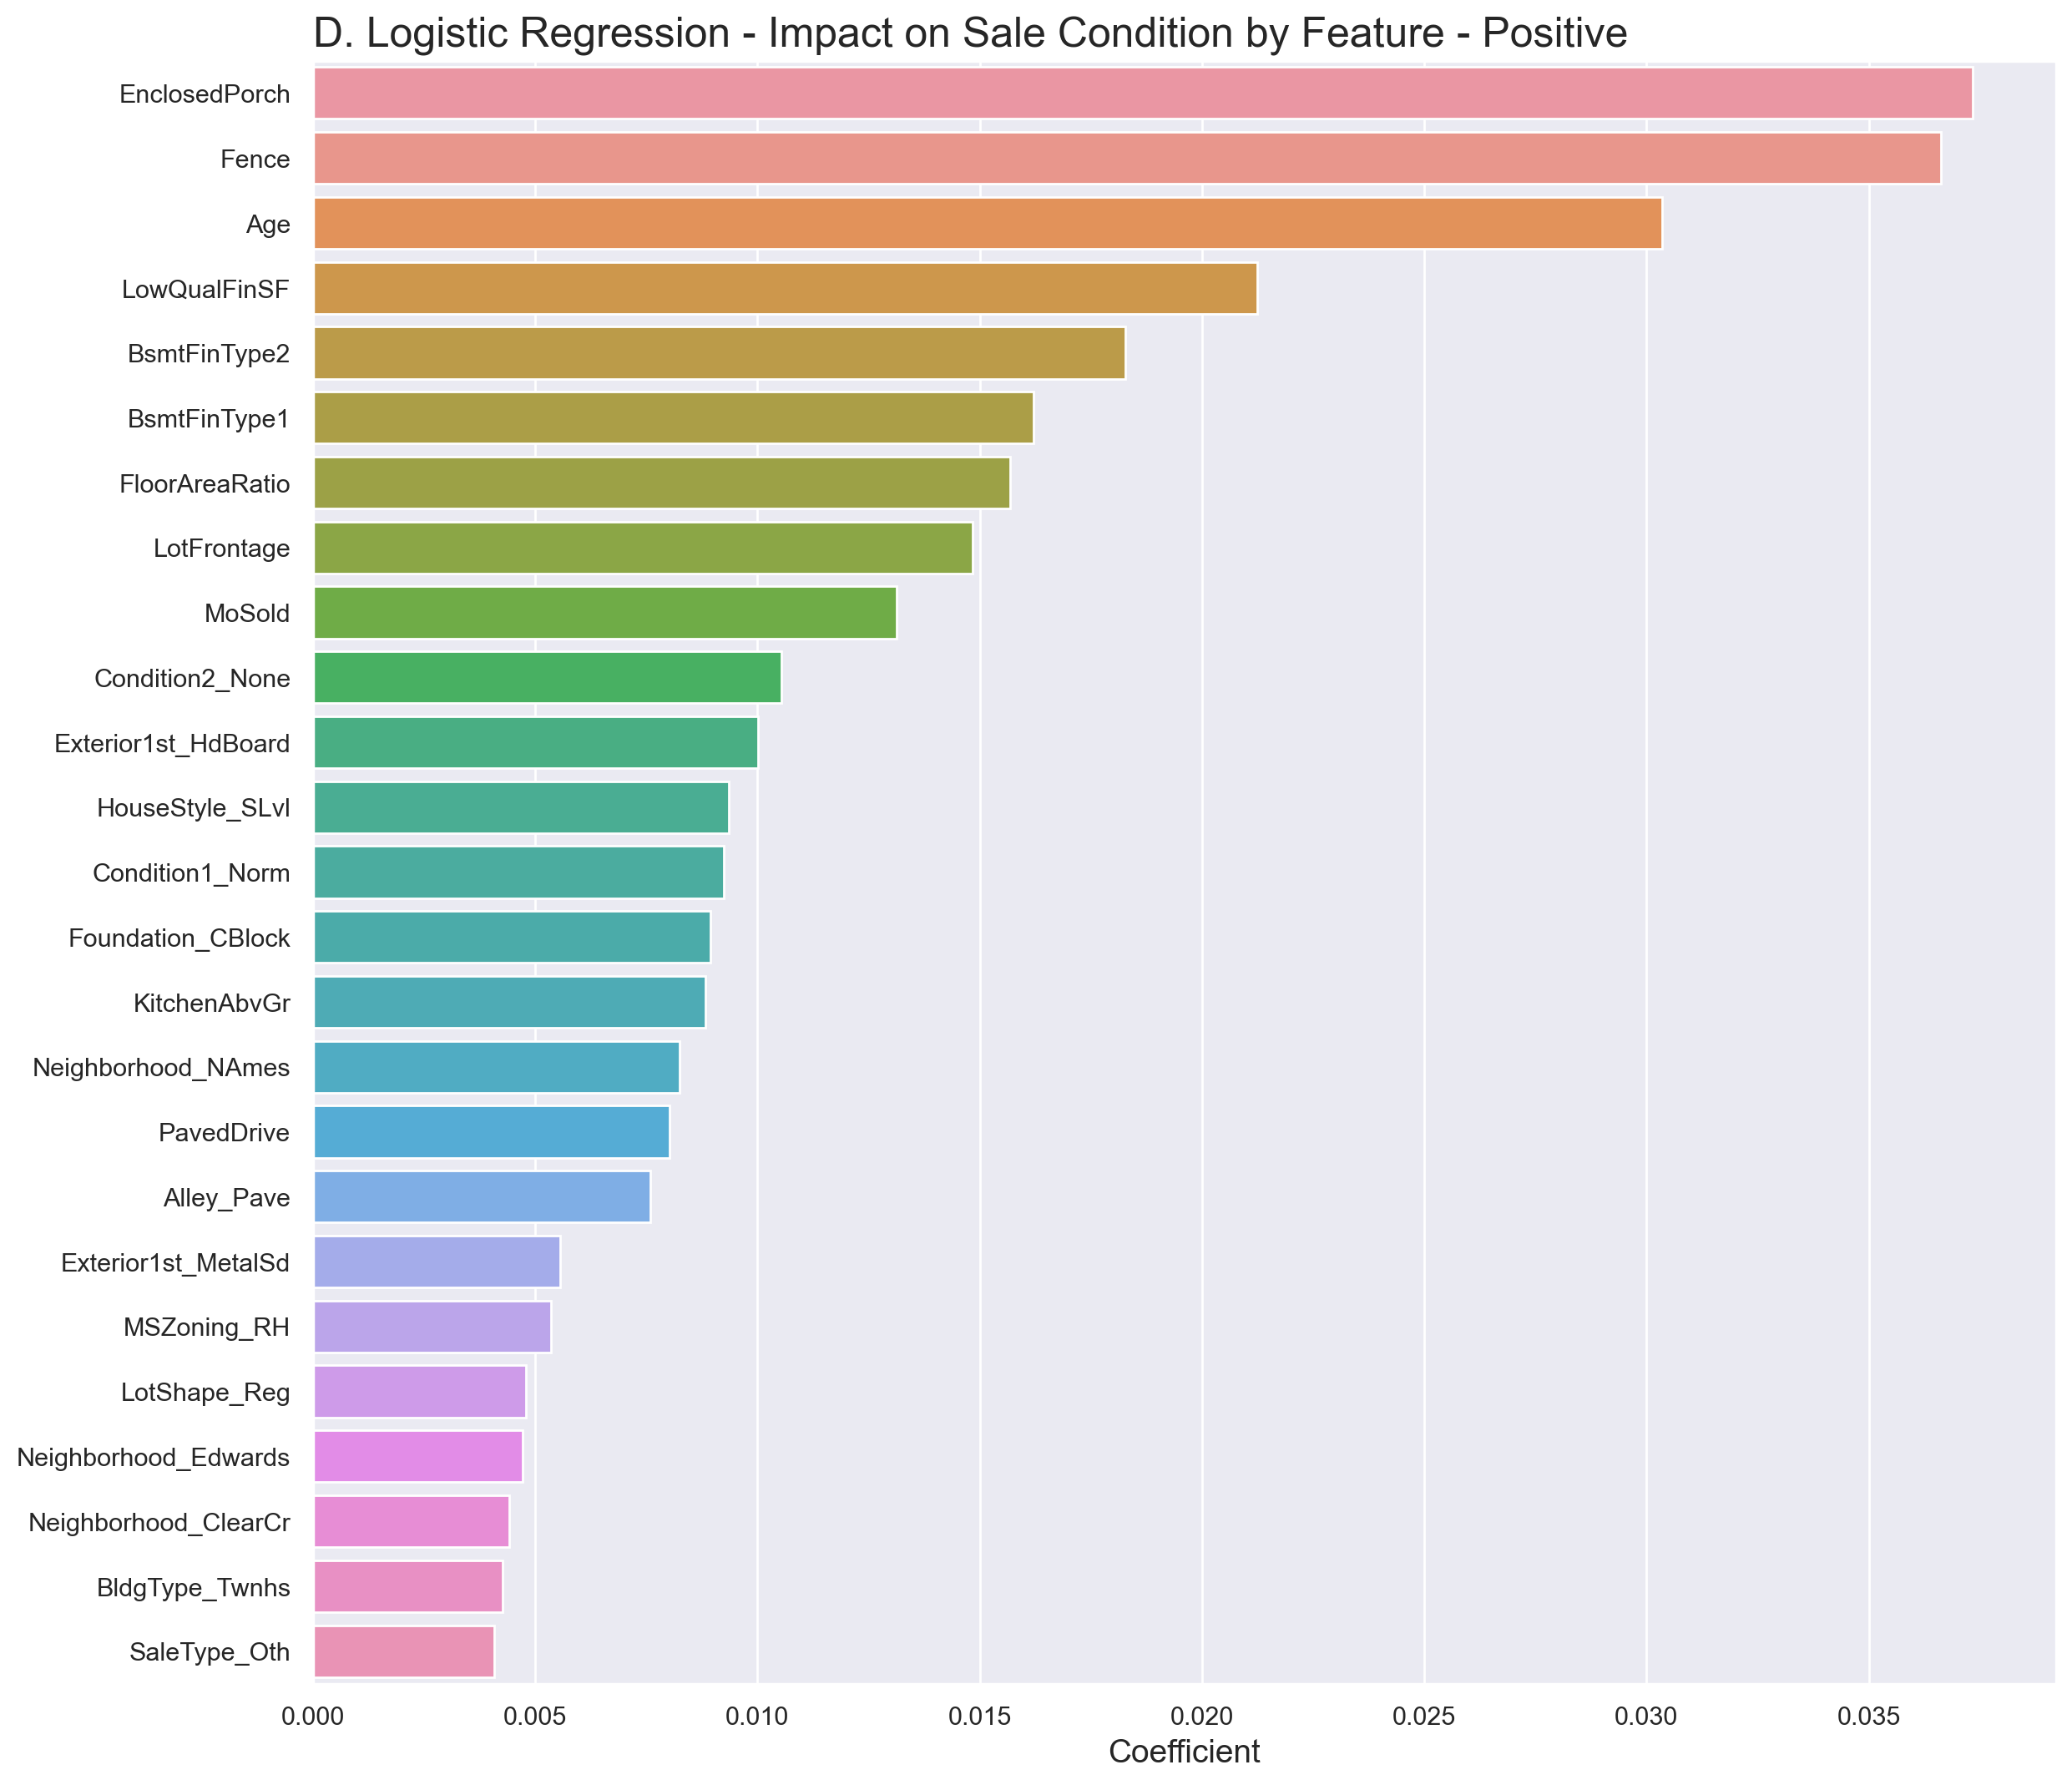 D. Logistic Regression - Impact on Sale Condition by Feature - Positive
EnclosedPorch
Fence
Age
LowQualFinSF
BsmtFinType2
BsmtFinType1
FloorAreaRatio
LotFrontage
MoSold
Condition2_None
Exterior1st_HdBoard
HouseStyle_SLvl
Condition1_Norm
Foundation_CBlock
KitchenAbvGr
Neighborhood_NAmes
PavedDrive
Alley_Pave
Exterior1st_MetalSd
MSZoning_RH
LotShape_Reg
Neighborhood_Edwards
Neighborhood_ClearCr
BldgType_Twnhs
SaleType_Oth
0.000 0.005 0.010 0.015 0.020 0.025 0.030 0.035
Coefficient